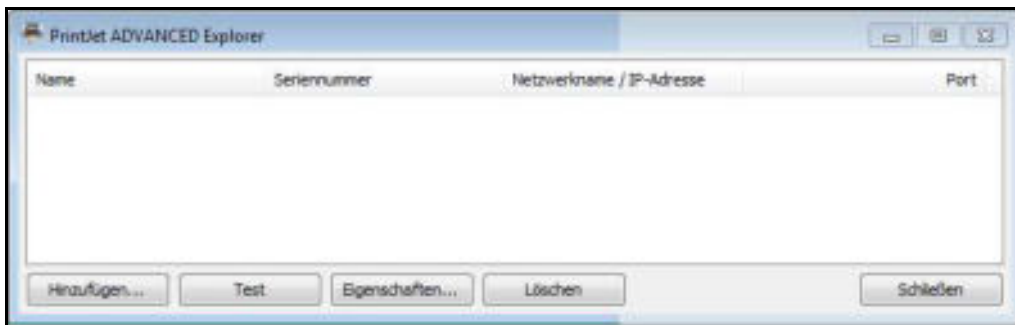 PrintJet ADVANCED Explorer
Name Seriennummer Netzwerkname / IP-Adresse Port
Hinzufügen... Test Eigenschaften... Löschen Schließen